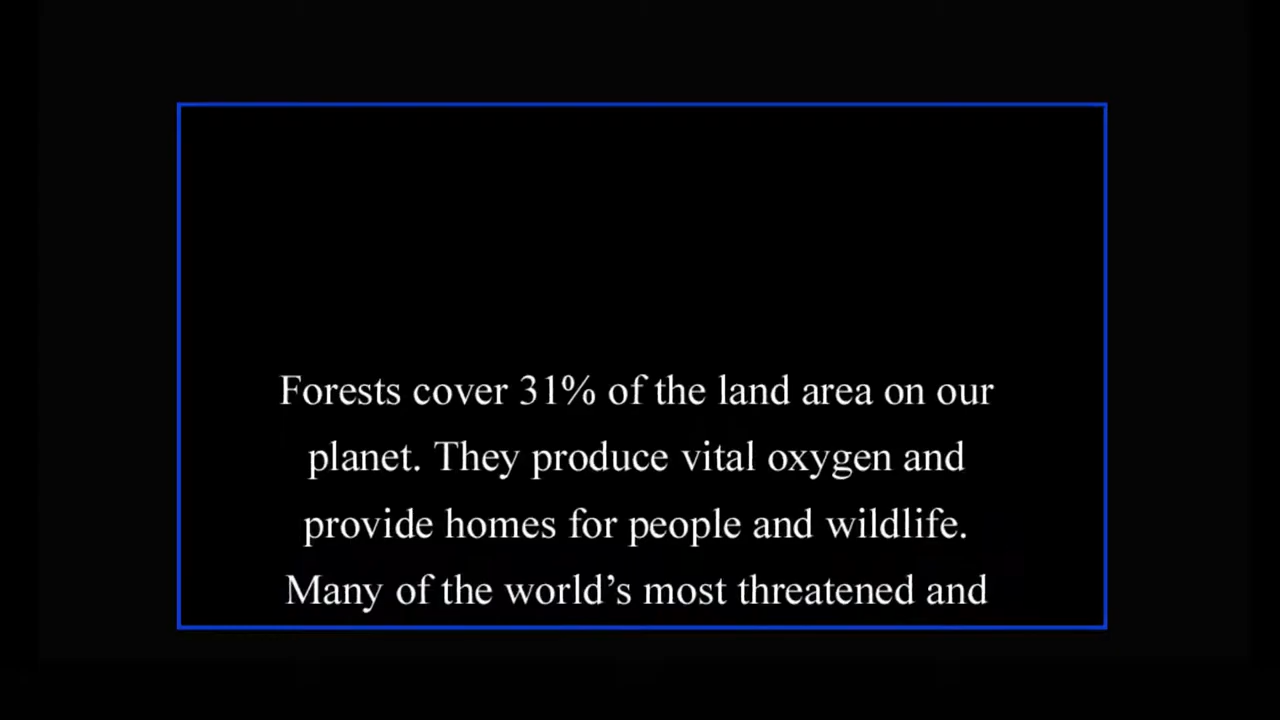 Forests cover 31% of the land area on our
planet. They produce vital oxygen and
provide homes for people and wildlife.
Many of the world’s most threatened and